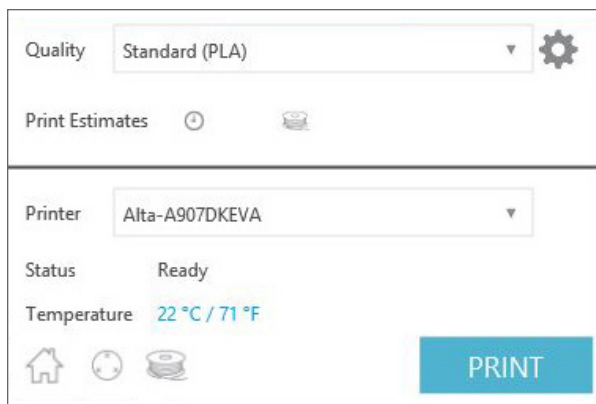 Quality Standard (PLA)
Print Estimates
Printer Alta-A907DKEVA
Status Ready
Temperature 22 °C / 71 °F
PRINT